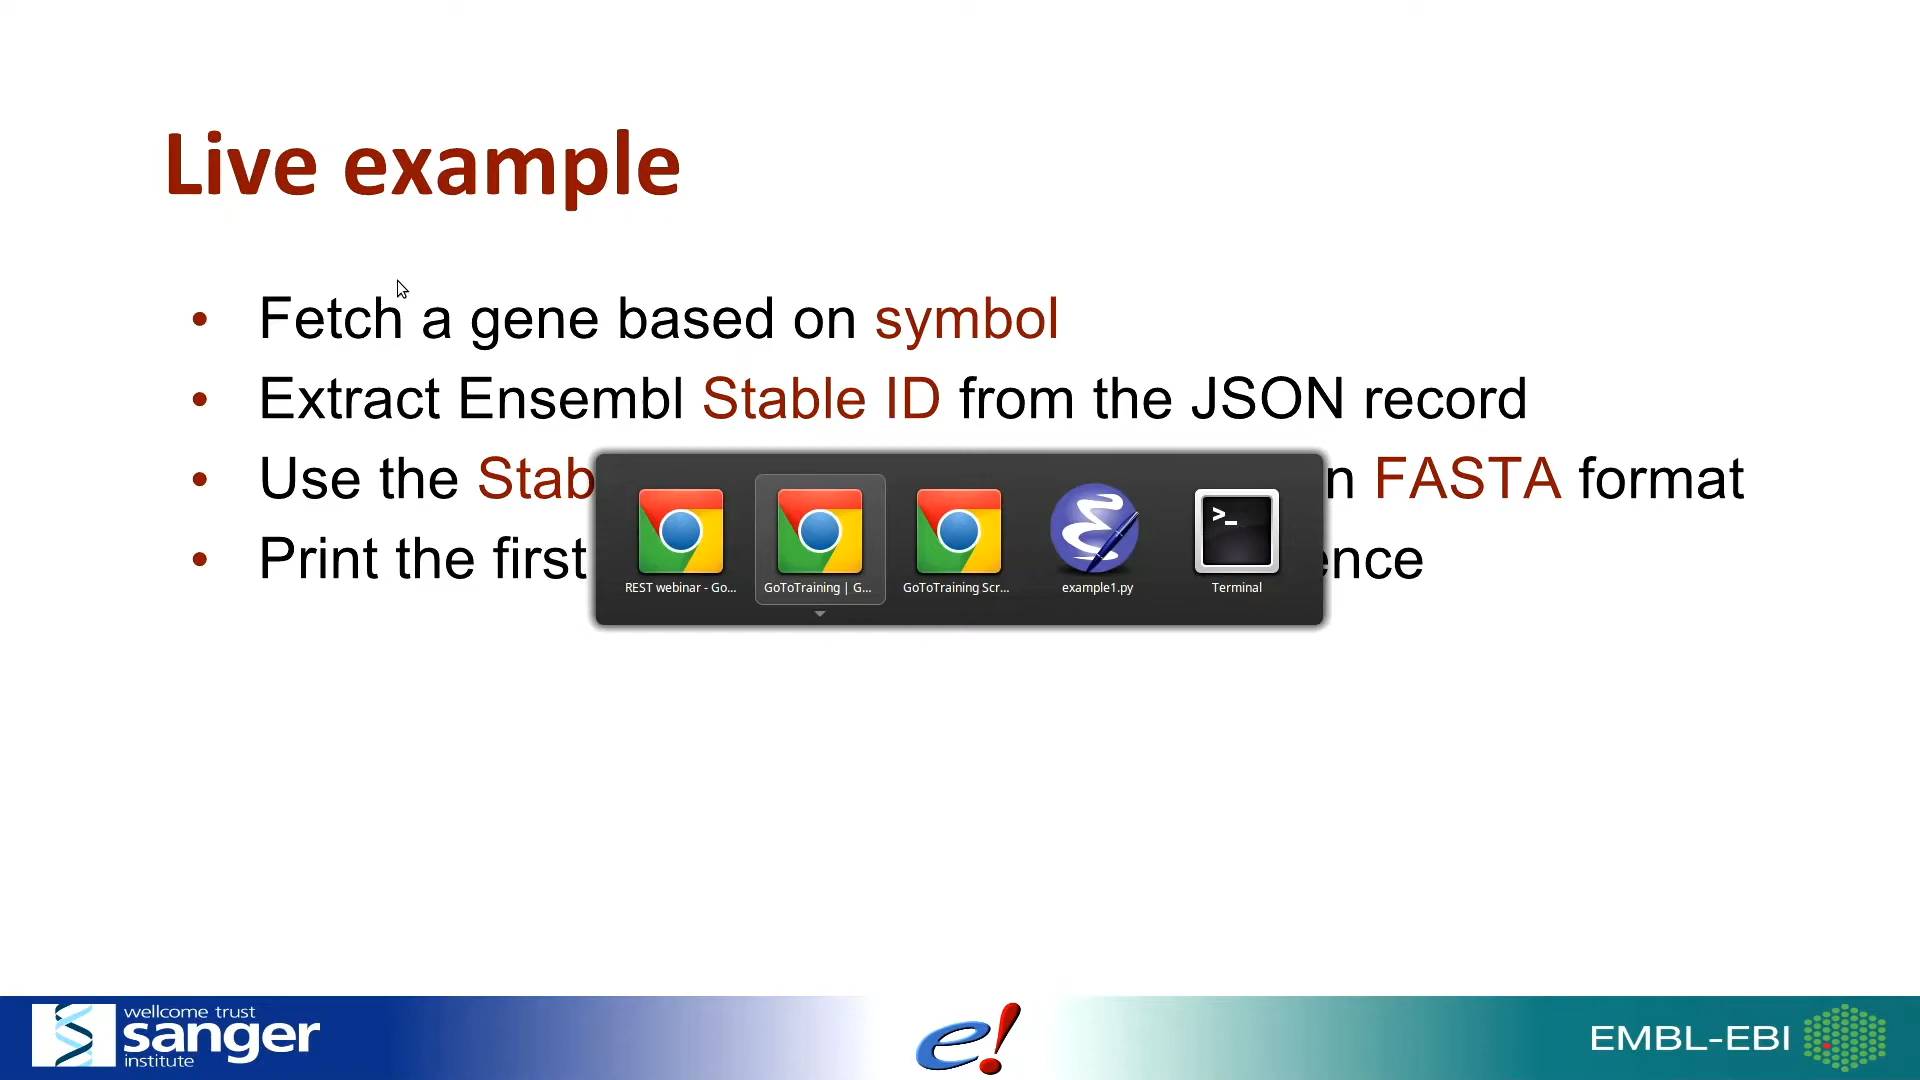 Live example
• Fetch a gene based on symbol
• Extract Ensembl Stable ID from the JSON record
• Use the Stab n FASTA format
• Print the first ence
REST webinar - Go...
GoToTraining | G...
GoToTraining Scr...
example1.py
Terminal
>_
wellcome trust
sanger
institute
e!
EMBL-EBI